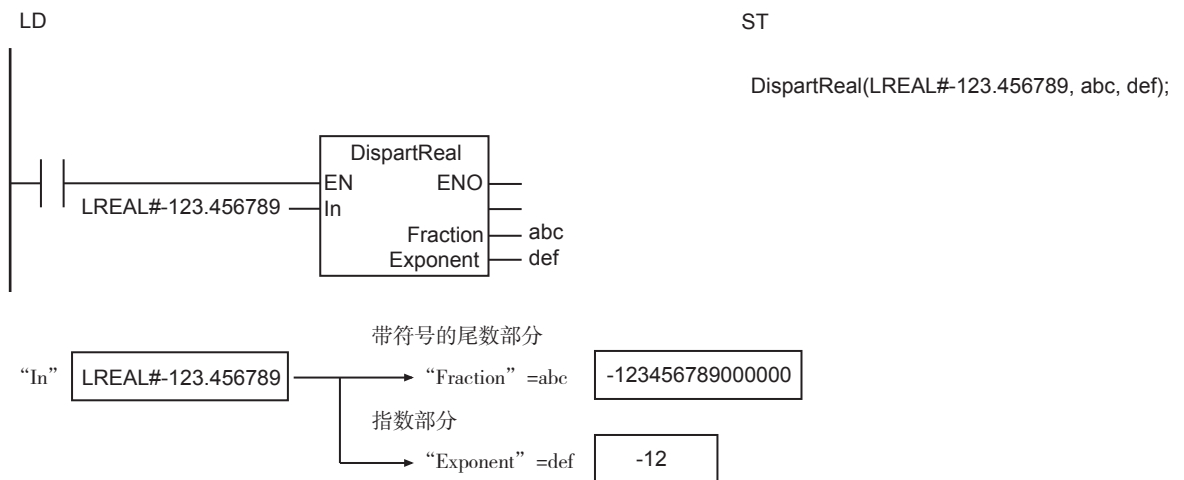 LD
ST
DispartReal(LREAL#-123.456789, abc, def);
DispartReal
EN ENO
LREAL#-123.456789 In
Fraction abc
Exponent def
带符号的尾数部分
“In” LREAL#-123.456789 “Fraction”=abc -123456789000000
指数部分
“Exponent”=def -12